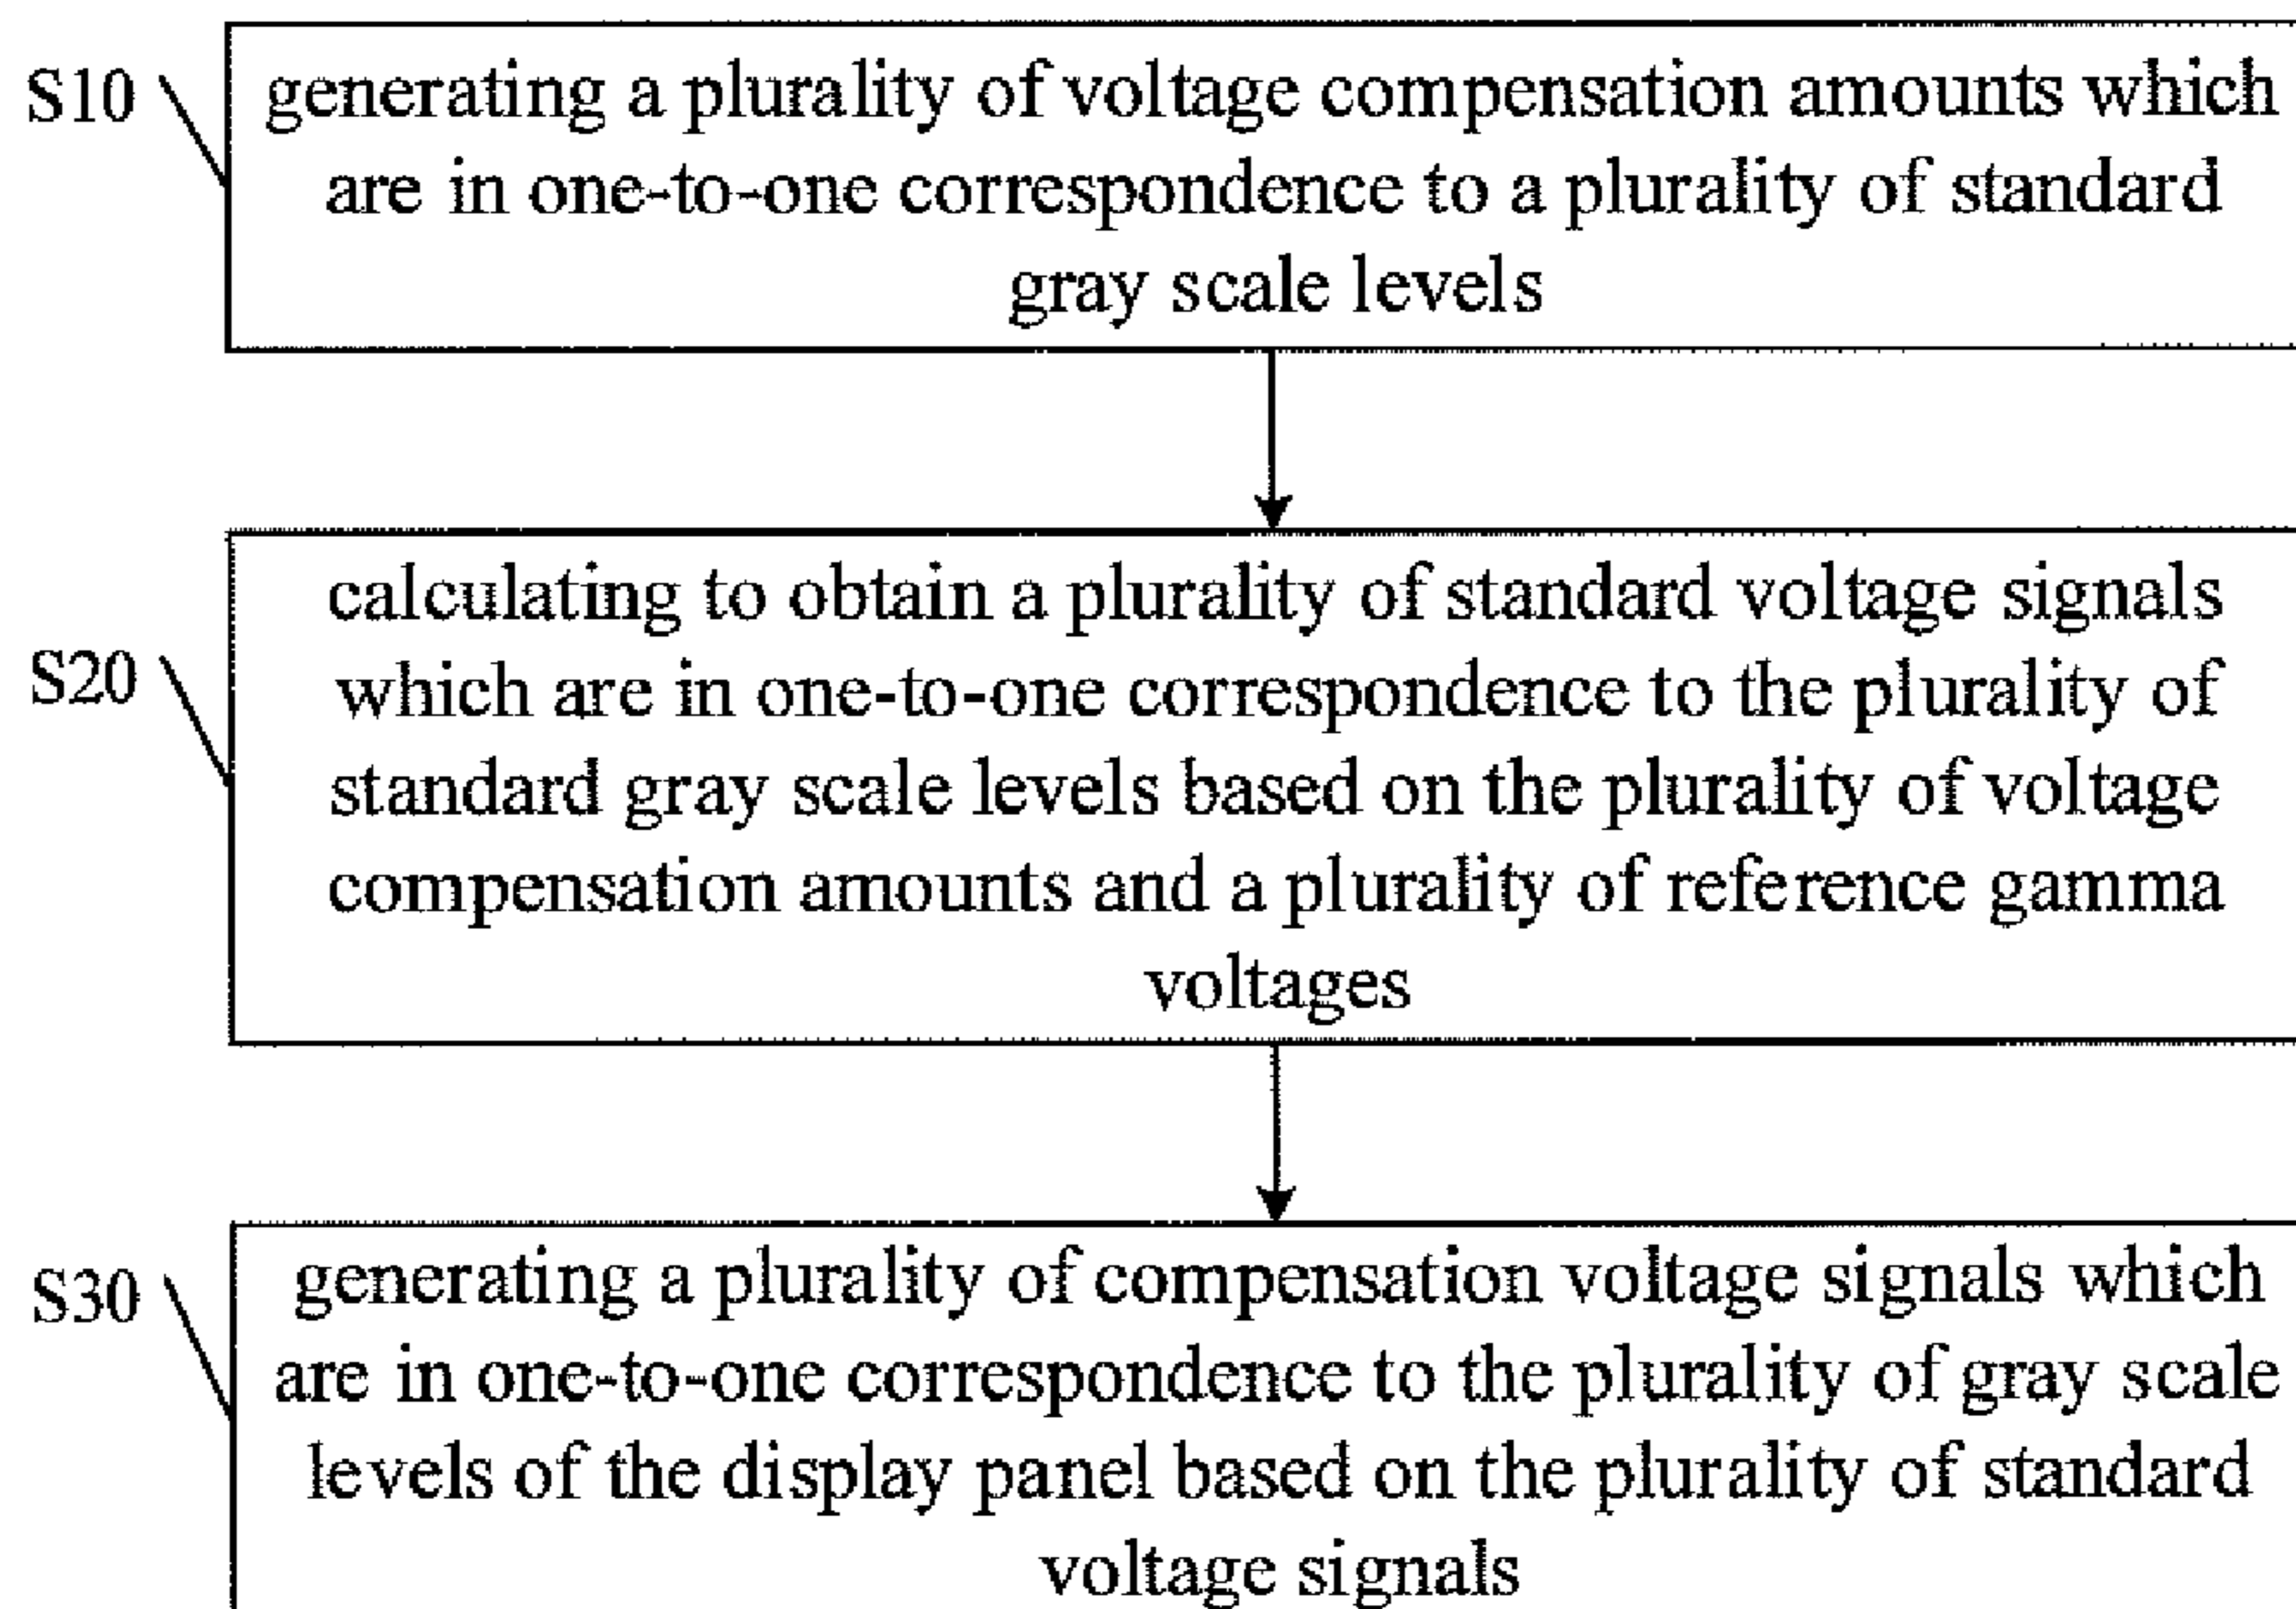 S10
generating a plurality of voltage compensation amounts which
are in one-to-one correspondence to a plurality of standard
gray scale levels
S20
calculating to obtain a plurality of standard voltage signals
which are in one-to-one correspondence to the plurality of
standard gray scale levels based on the plurality of voltage
compensation amounts and a plurality of reference gamma
voltages
S30
generating a plurality of compensation voltage signals which
are in one-to-one correspondence to the plurality of gray scale
levels of the display panel based on the plurality of standard
voltage signals